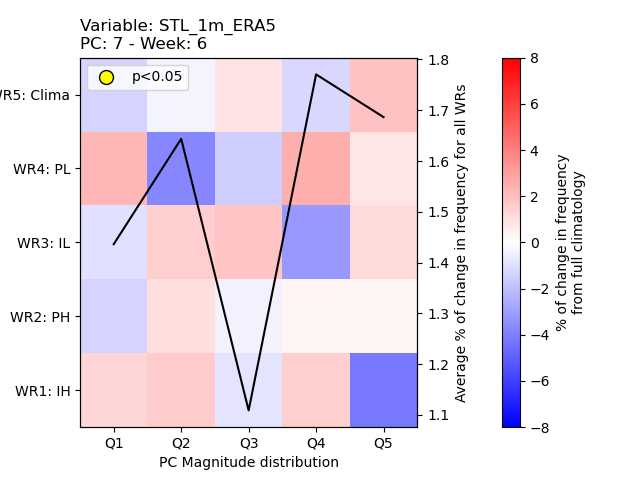 Variable: STL_1m_ERA5
PC: 7 - Week: 6
p<0.05
WR5: Clima
WR4: PL
WR3: IL
WR2: PH
WR1: IH
Q1 Q2 Q3 Q4 Q5
PC Magnitude distribution
1.8
1.7
1.6
1.5
1.4
1.3
1.2
1.1
Average % of change in frequency for all WRs
8
6
4
2
0
−2
−4
−6
−8
% of change in frequency
from full climatology